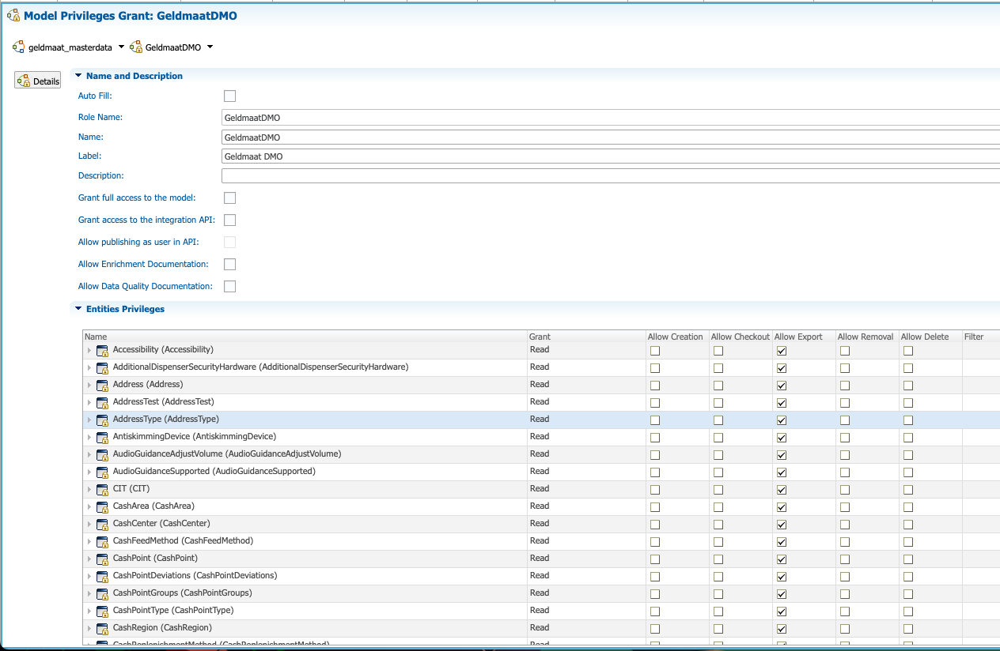 Model Privileges Grant: GeldmaatDMO
geldmaat_masterdata GeldmaatDMO
Details
Name and Description
Auto Fill:
Role Name: GeldmaatDMO
Name: GeldmaatDMO
Label: Geldmaat DMO
Description:
Grant full access to the model:
Grant access to the integration API:
Allow publishing as user in API:
Allow Enrichment Documentation:
Allow Data Quality Documentation:
Entities Privileges
Name Grant Allow Creation Allow Checkout Allow Export Allow Removal Allow Delete Filter
Accessibility (Accessibility) Read
AdditionalDispenserSecurityHardware (AdditionalDispenserSecurityHardware) Read
Address (Address) Read
AddressTest (AddressTest) Read
AddressType (AddressType) Read
AntiskimmingDevice (AntiskimmingDevice) Read
AudioGuidanceAdjustVolume (AudioGuidanceAdjustVolume) Read
AudioGuidanceSupported (AudioGuidanceSupported) Read
CIT (CIT) Read
CashArea (CashArea) Read
CashCenter (CashCenter) Read
CashFeedMethod (CashFeedMethod) Read
CashPoint (CashPoint) Read
CashPointDeviations (CashPointDeviations) Read
CashPointGroups (CashPointGroups) Read
CashPointType (CashPointType) Read
CashRegion (CashRegion) Read
CashReplenishmentMethod (CashReplenishmentMethod) Read